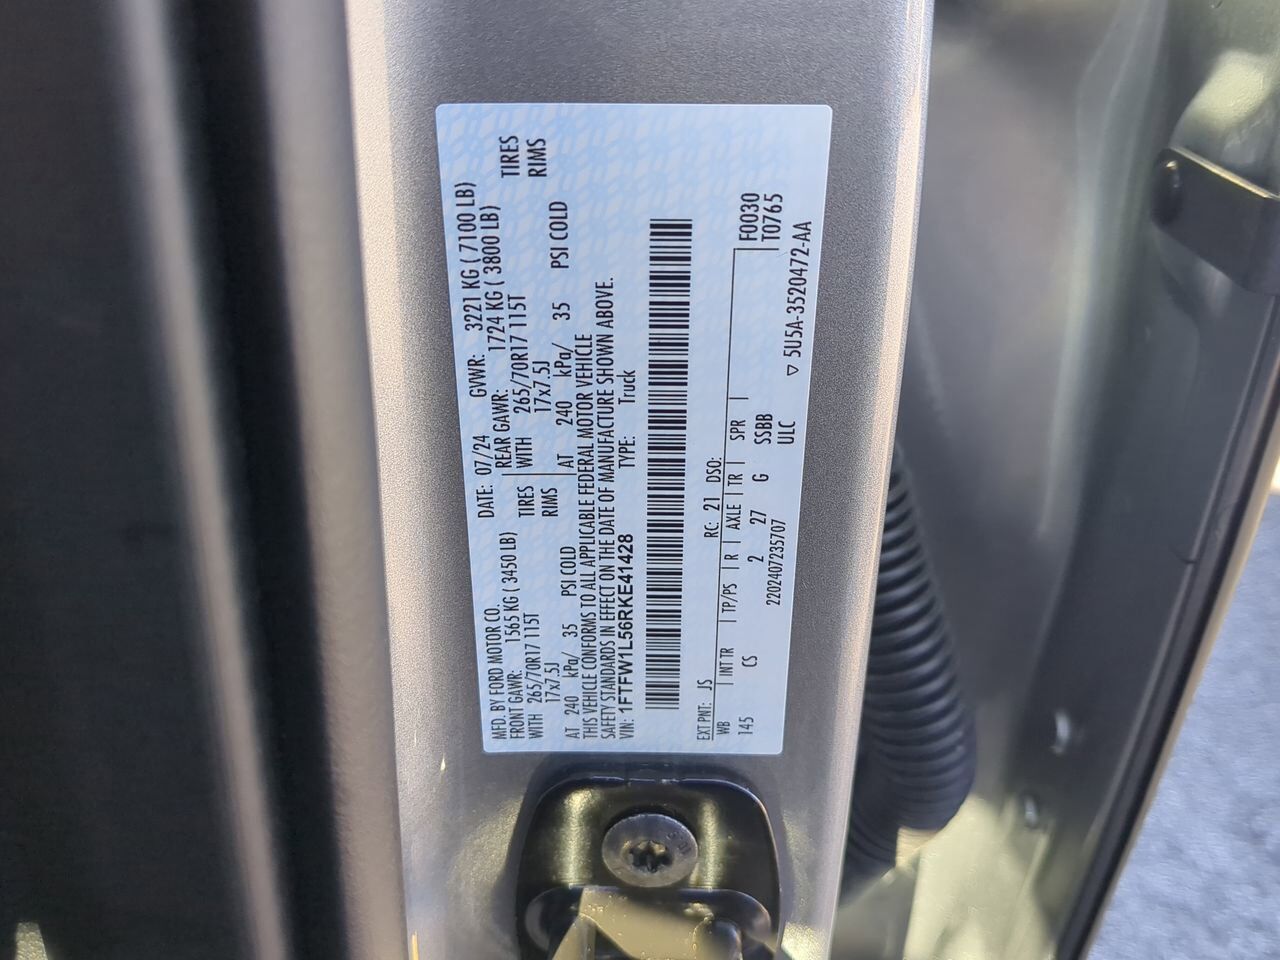 MFD. BY FORD MOTOR CO. DATE: 07/24 GVWR: 3221 KG ( 7100 LB)
FRONT GAWR: 1565 KG ( 3450 LB) REAR GAWR: 1724 KG ( 3800 LB)
WITH 265/70R17 115T TIRES WITH 265/70R17 115T TIRES
17x7.5J RIMS 17x7.5J RIMS
AT 240 kPa/ 35 PSI COLD AT 240 kPa/ 35 PSI COLD
THIS VEHICLE CONFORMS TO ALL APPLICABLE FEDERAL MOTOR VEHICLE
SAFETY STANDARDS IN EFFECT ON THE DATE OF MANUFACTURE SHOWN ABOVE.
VIN: 1FTFW1L56RKE41428 TYPE: Truck
EXT PNT: JS RC: 21 DSO:
WB INT TR TP/PS R AXLE TR SPR F0030
145 CS 2 27 G SSBB T0765
2202407235707 ULC
▽ 5U5A-3520472-AA